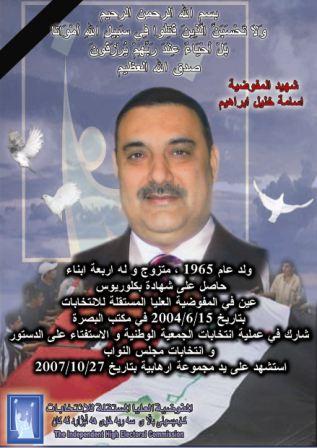 بسم الله الرحمن الرحيم
ولا تحسبن الذين قتلوا في سبيل الله أمواتا
بل أحياء عند ربهم يرزقون
صدق الله العظيم
شهيد المفوضية
اسامة خليل ابراهيم
ولد عام 1965 ، متزوج و له اربعة ابناء
حاصل على شهادة بكلوريوس
عين في المفوضية العليا المستقلة للانتخابات
بتاريخ 2004/6/15 في مكتب البصرة
شارك في عملية انتخابات الجمعية الوطنية و الاستفتاء على الدستور
و انتخابات مجلس النواب
استشهد على يد مجموعة ارهابية بتاريخ 2007/10/27
المفوضية العليا المستقلة للانتخابات
The Independent High Electoral Commission